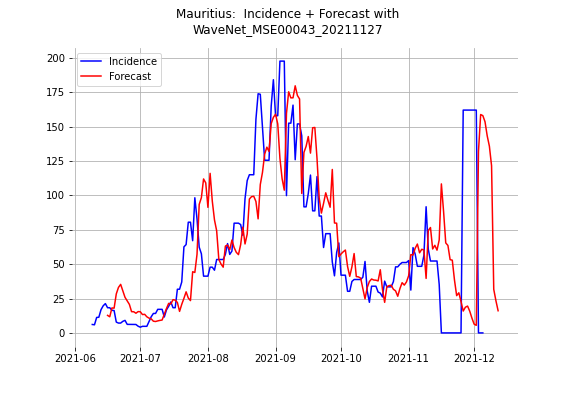 Mauritius:  Incidence + Forecast with
WaveNet_MSE00043_20211127
Incidence
Forecast
200
175
150
125
100
75
50
25
0
2021-06 2021-07 2021-08 2021-09 2021-10 2021-11 2021-12